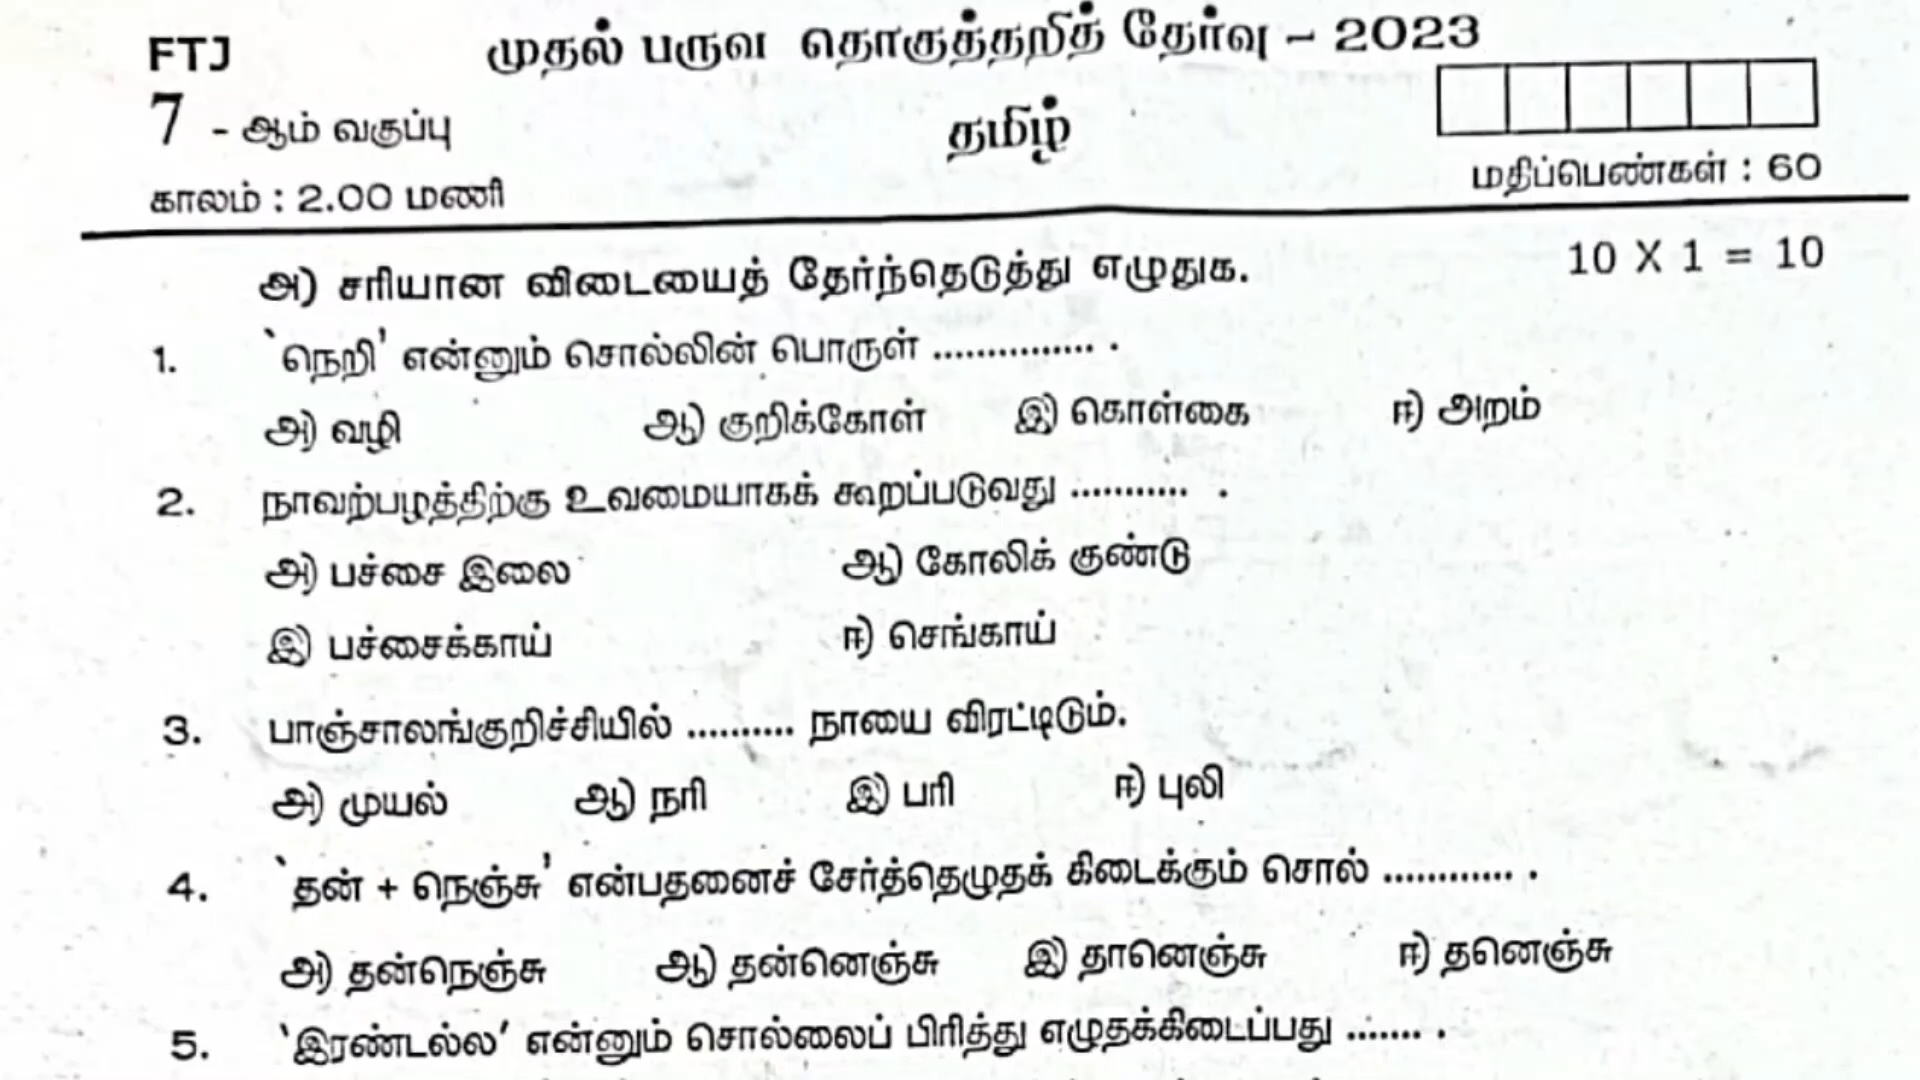 FTJ
முதல் பருவ தொகுத்தறித் தேர்வு – 2023
7 - ஆம் வகுப்பு
தமிழ்
காலம் : 2.00 மணி
மதிப்பெண்கள் : 60
அ) சரியான விடையைத் தேர்ந்தெடுத்து எழுதுக. 10 X 1 = 10
1. `நெறி' என்னும் சொல்லின் பொருள் ............... .
அ) வழி ஆ) குறிக்கோள் இ) கொள்கை ஈ) அறம்
2. நாவற்பழத்திற்கு உவமையாகக் கூறப்படுவது ........... .
அ) பச்சை இலை ஆ) கோலிக் குண்டு
இ) பச்சைக்காய் ஈ) செங்காய்
3. பாஞ்சாலங்குறிச்சியில் .......... நாயை விரட்டிடும்.
அ) முயல் ஆ) நரி இ) பரி ஈ) புலி
4. `தன் + நெஞ்சு' என்பதனைச் சேர்த்தெழுதக் கிடைக்கும் சொல் ............ .
அ) தன்நெஞ்சு ஆ) தன்னெஞ்சு இ) தானெஞ்சு ஈ) தனெஞ்சு
5. 'இரண்டல்ல' என்னும் சொல்லைப் பிரித்து எழுதக்கிடைப்பது ....... .